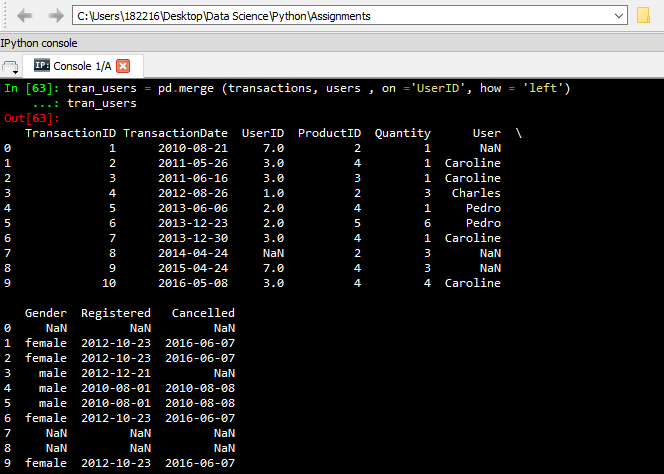 C:\Users\182216\Desktop\Data Science\Python\Assignments
IPython console
IP: Console 1/A
In [63]: tran_users = pd.merge (transactions, users , on ='UserID', how = 'left')
    ...: tran_users
Out[63]:
   TransactionID TransactionDate  UserID  ProductID  Quantity      User  \
0              1      2010-08-21     7.0          2         1       NaN
1              2      2011-05-26     3.0          4         1  Caroline
2              3      2011-06-16     3.0          3         1  Caroline
3              4      2012-08-26     1.0          2         3   Charles
4              5      2013-06-06     2.0          4         1     Pedro
5              6      2013-12-23     2.0          5         6     Pedro
6              7      2013-12-30     3.0          4         1  Caroline
7              8      2014-04-24     NaN          2         3       NaN
8              9      2015-04-24     7.0          4         3       NaN
9             10      2016-05-08     3.0          4         4  Caroline
   Gender  Registered   Cancelled
0     NaN         NaN         NaN
1  female  2012-10-23  2016-06-07
2  female  2012-10-23  2016-06-07
3    male  2012-12-21         NaN
4    male  2010-08-01  2010-08-08
5    male  2010-08-01  2010-08-08
6  female  2012-10-23  2016-06-07
7     NaN         NaN         NaN
8     NaN         NaN         NaN
9  female  2012-10-23  2016-06-07